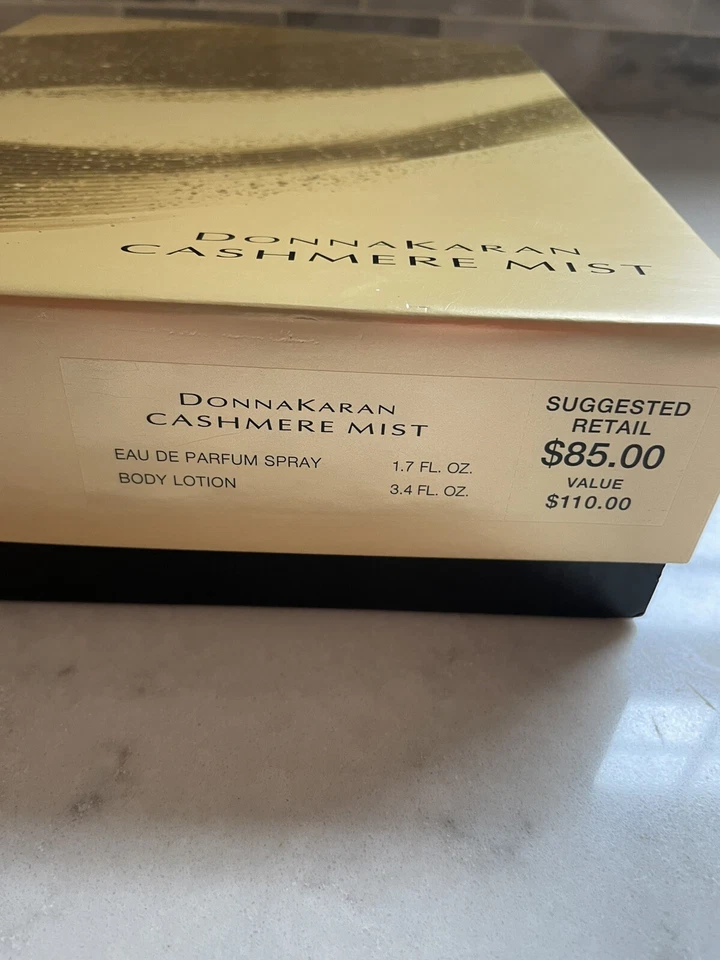 DONNAKARAN
CASHMERE MIST
DONNAKARAN
CASHMERE MIST
EAU DE PARFUM SPRAY 1.7 FL. OZ.
BODY LOTION 3.4 FL. OZ.
SUGGESTED
RETAIL
$85.00
VALUE
$110.00